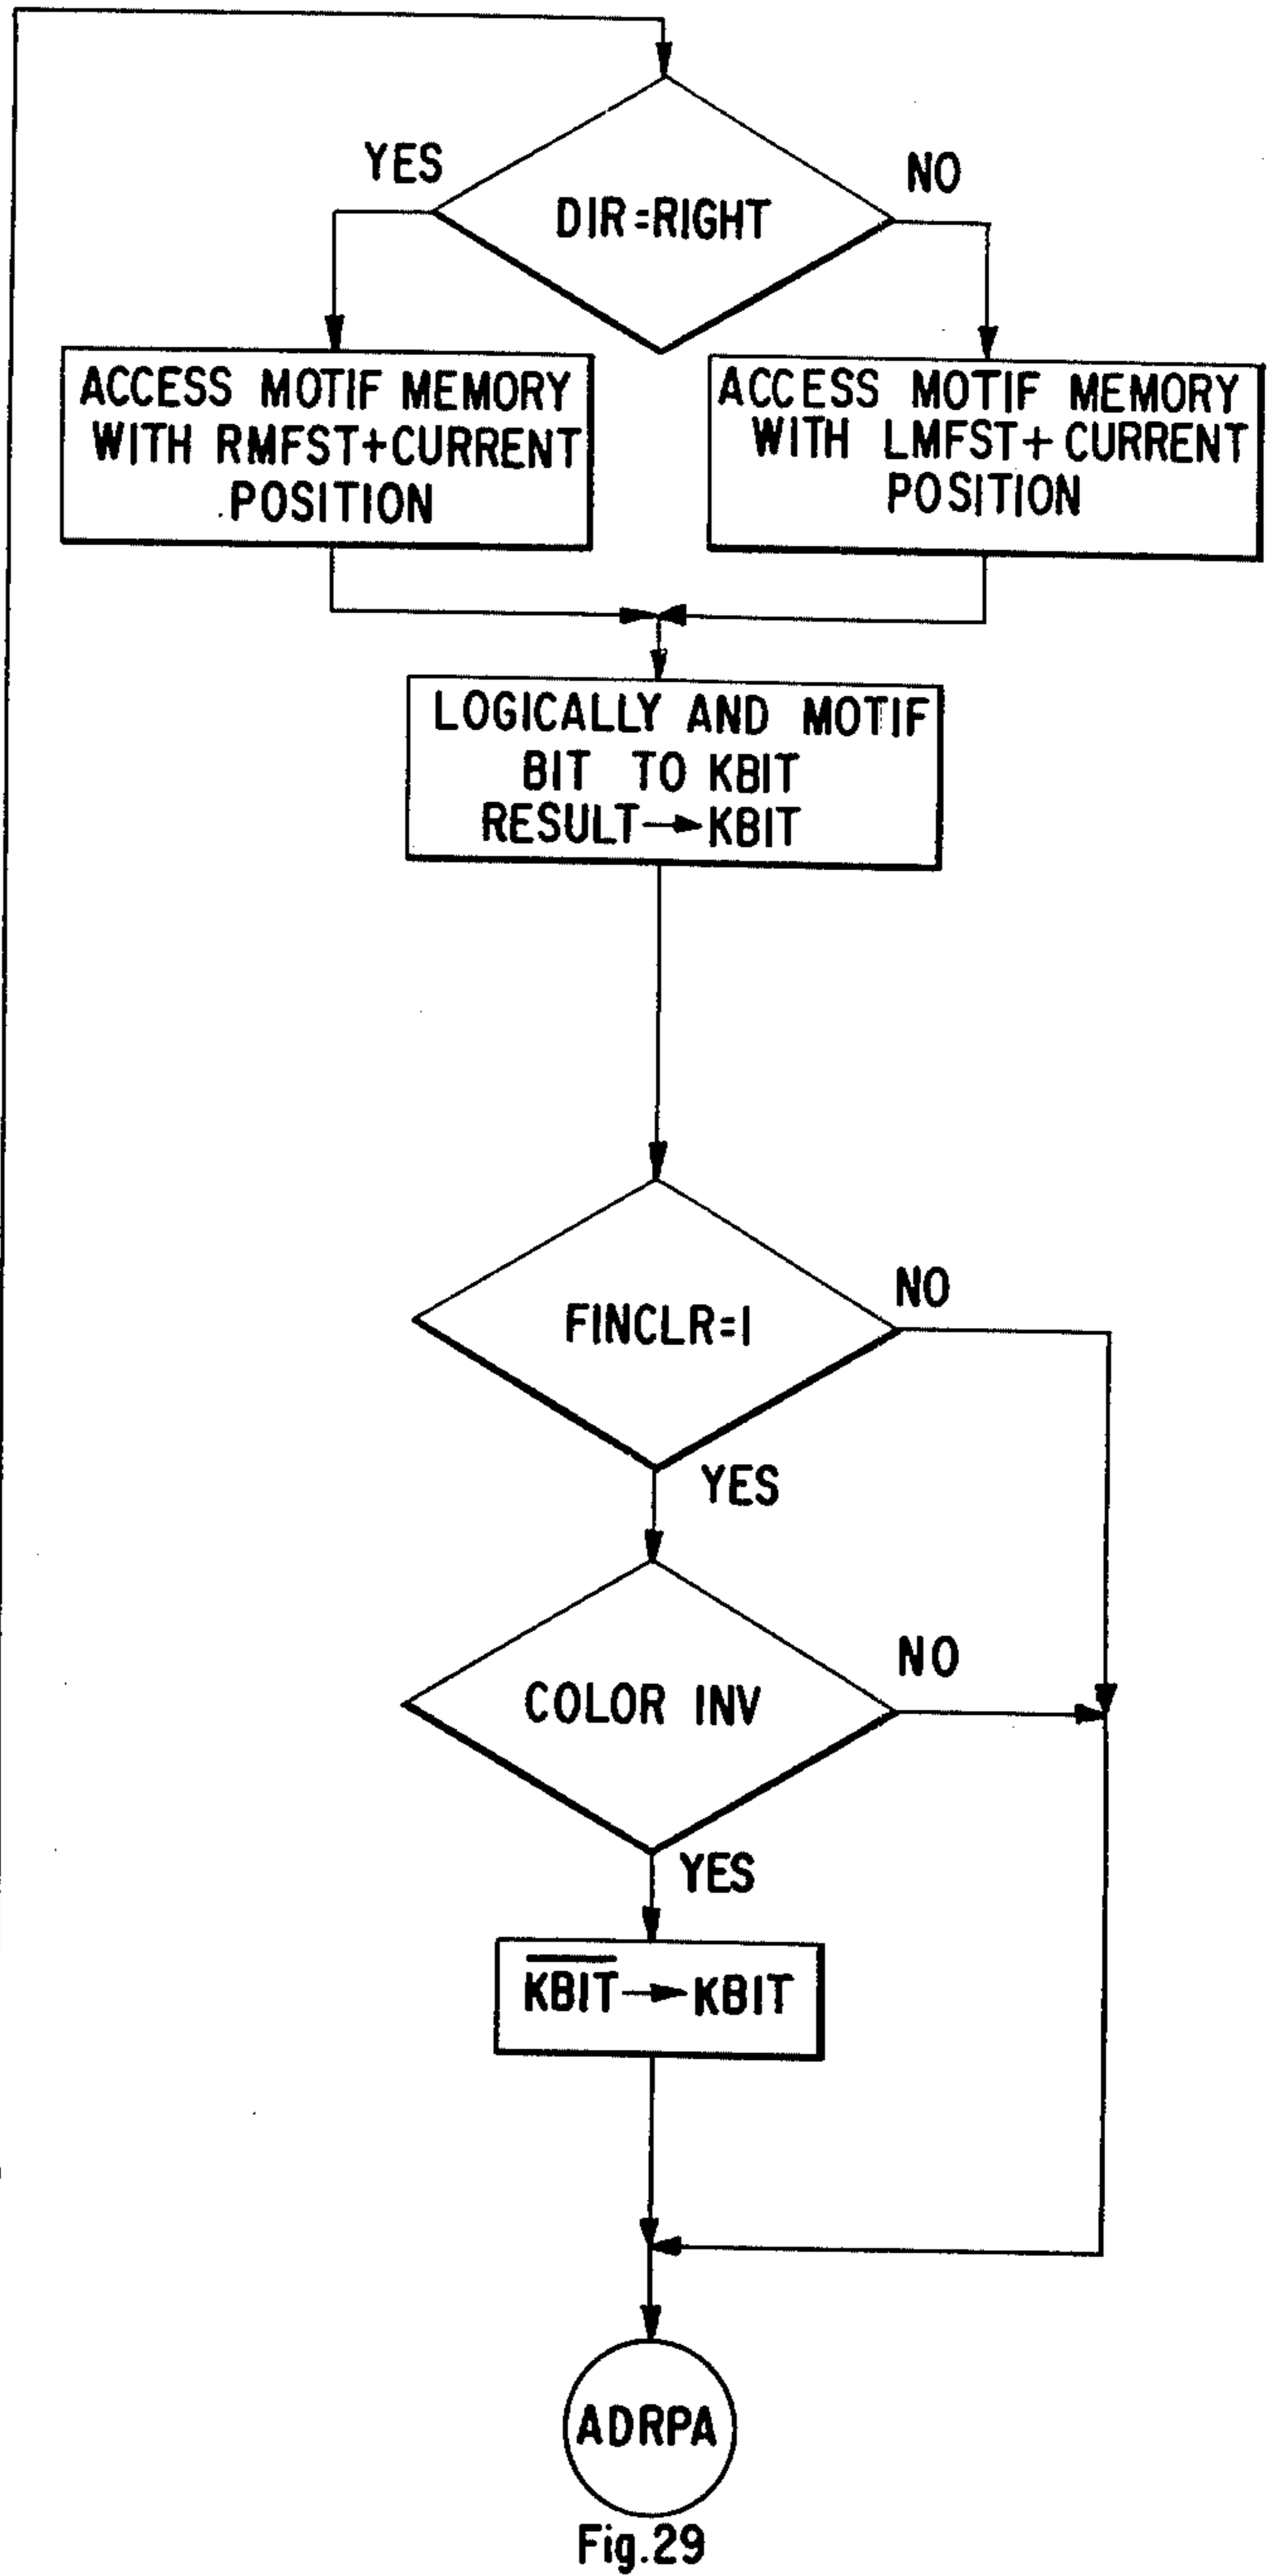 YES
NO
DIR=RIGHT
ACCESS MOTIF MEMORY
WITH RMFST+CURRENT
POSITION
ACCESS MOTIF MEMORY
WITH LMFST+CURRENT
POSITION
LOGICALLY AND MOTIF
BIT TO KBIT
RESULT→KBIT
FINCLR=1
NO
YES
COLOR INV
NO
YES
K̅B̅I̅T̅→KBIT
ADRPA
Fig.29